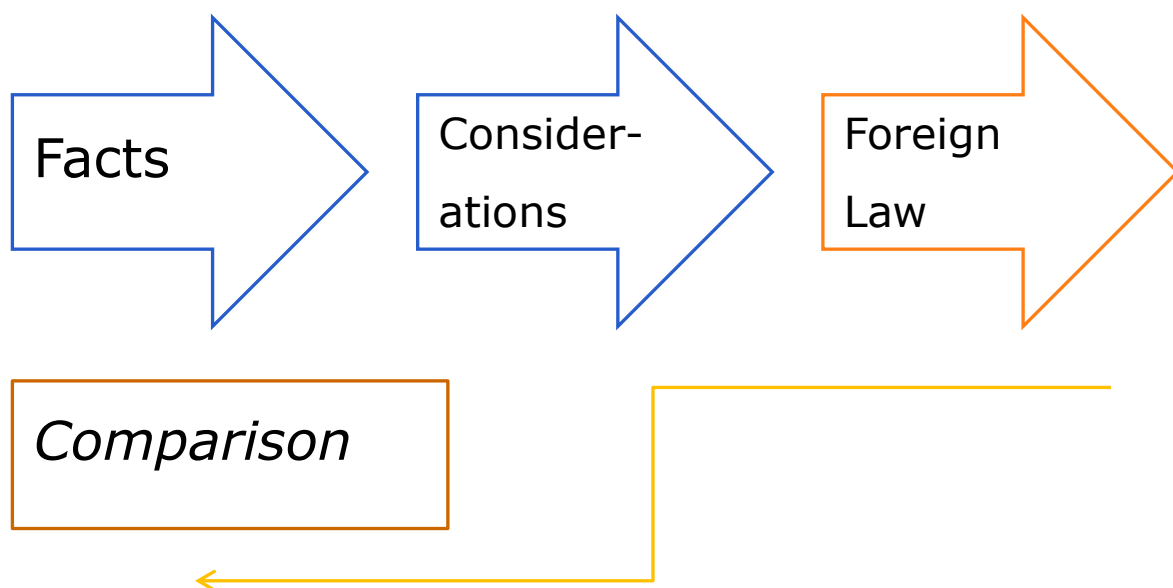 Facts
Consider-
ations
Foreign
Law
Comparison